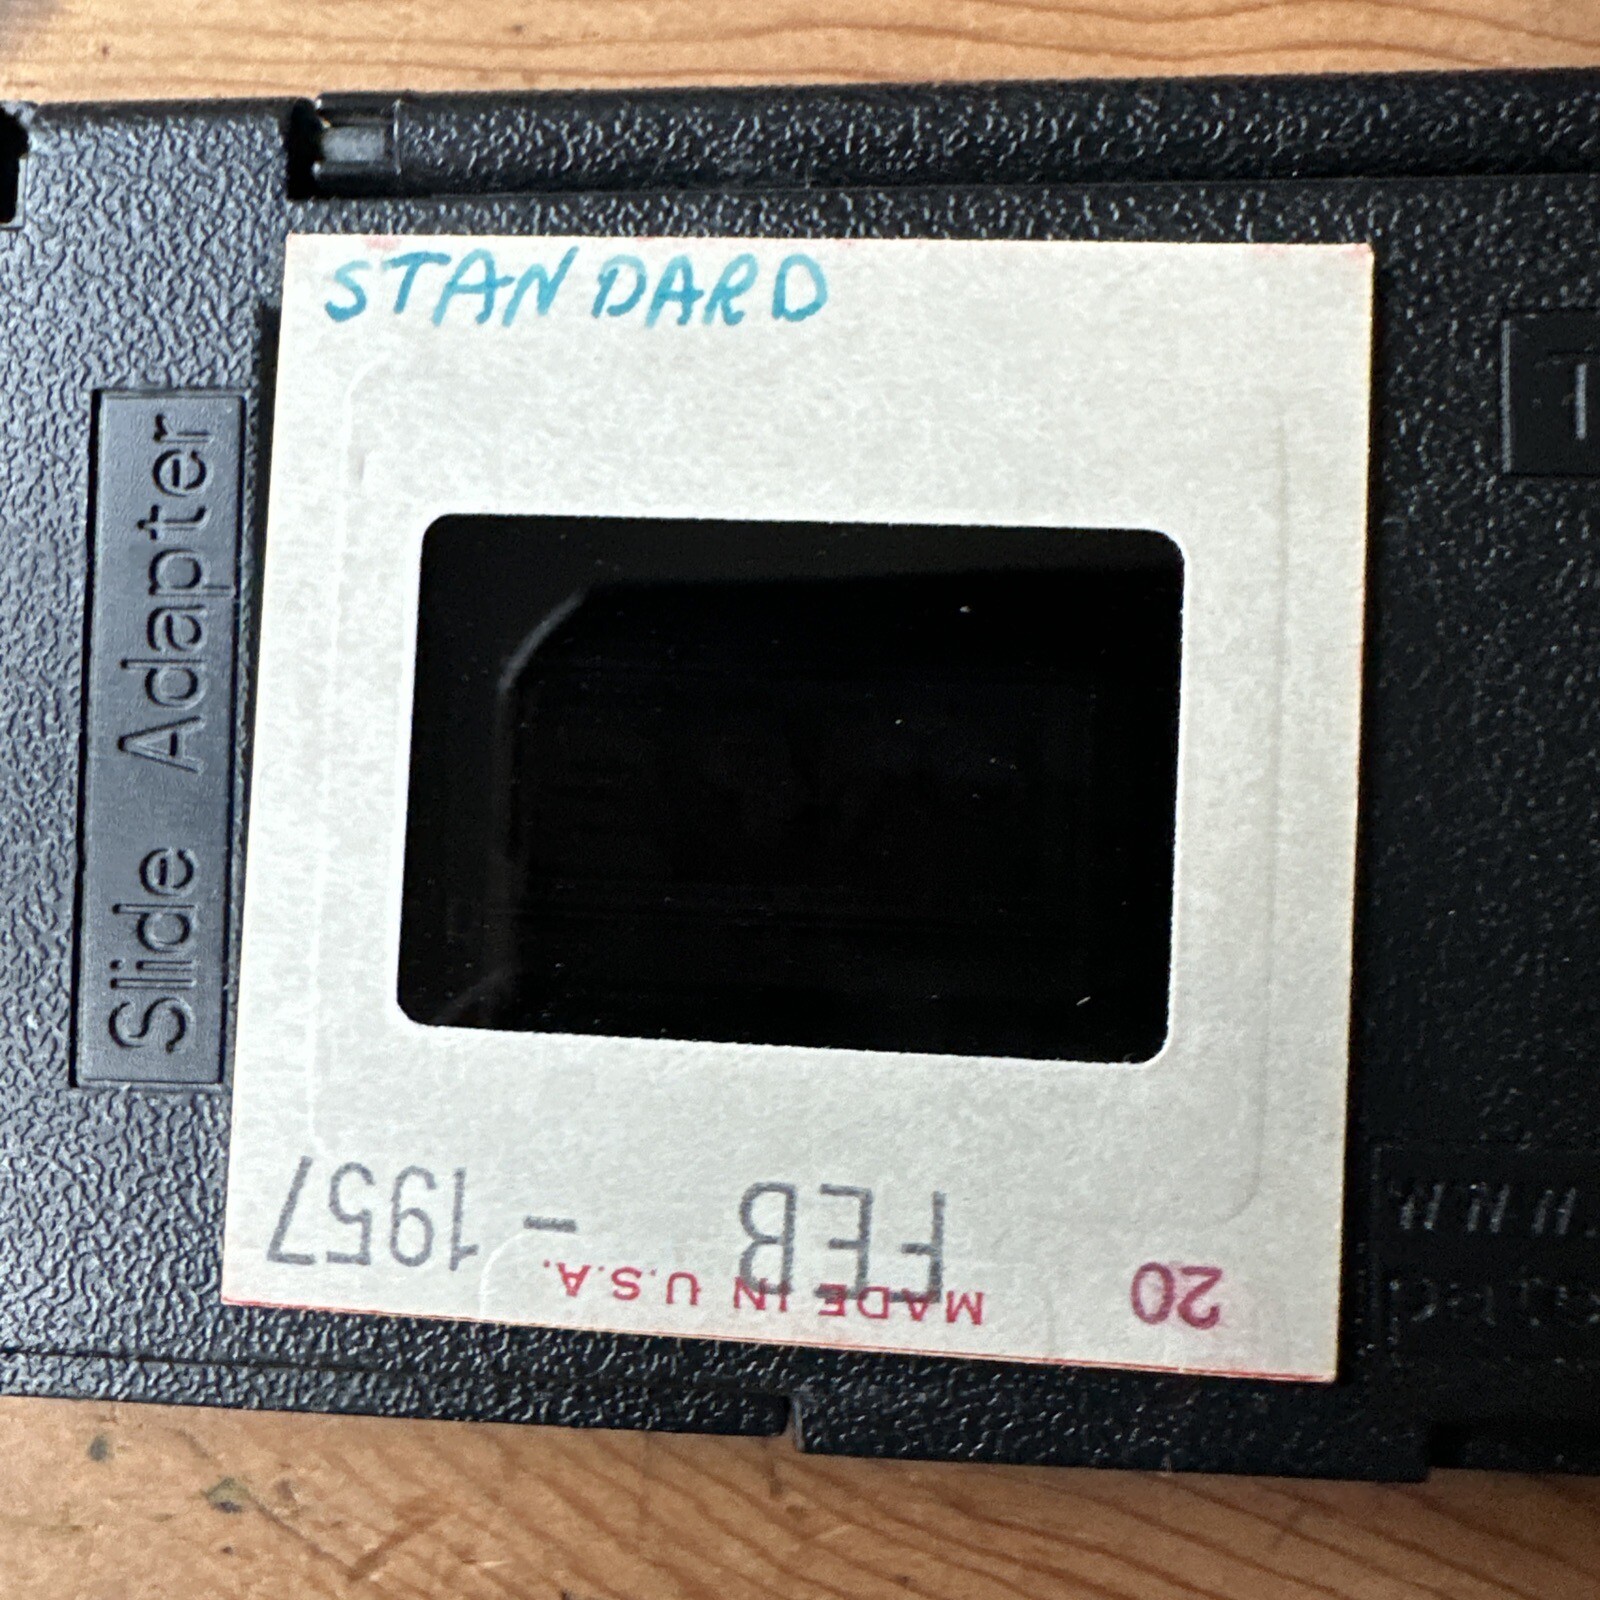 STANDARD
Slide Adapter
FEB - 1957
MADE IN U.S.A.
20